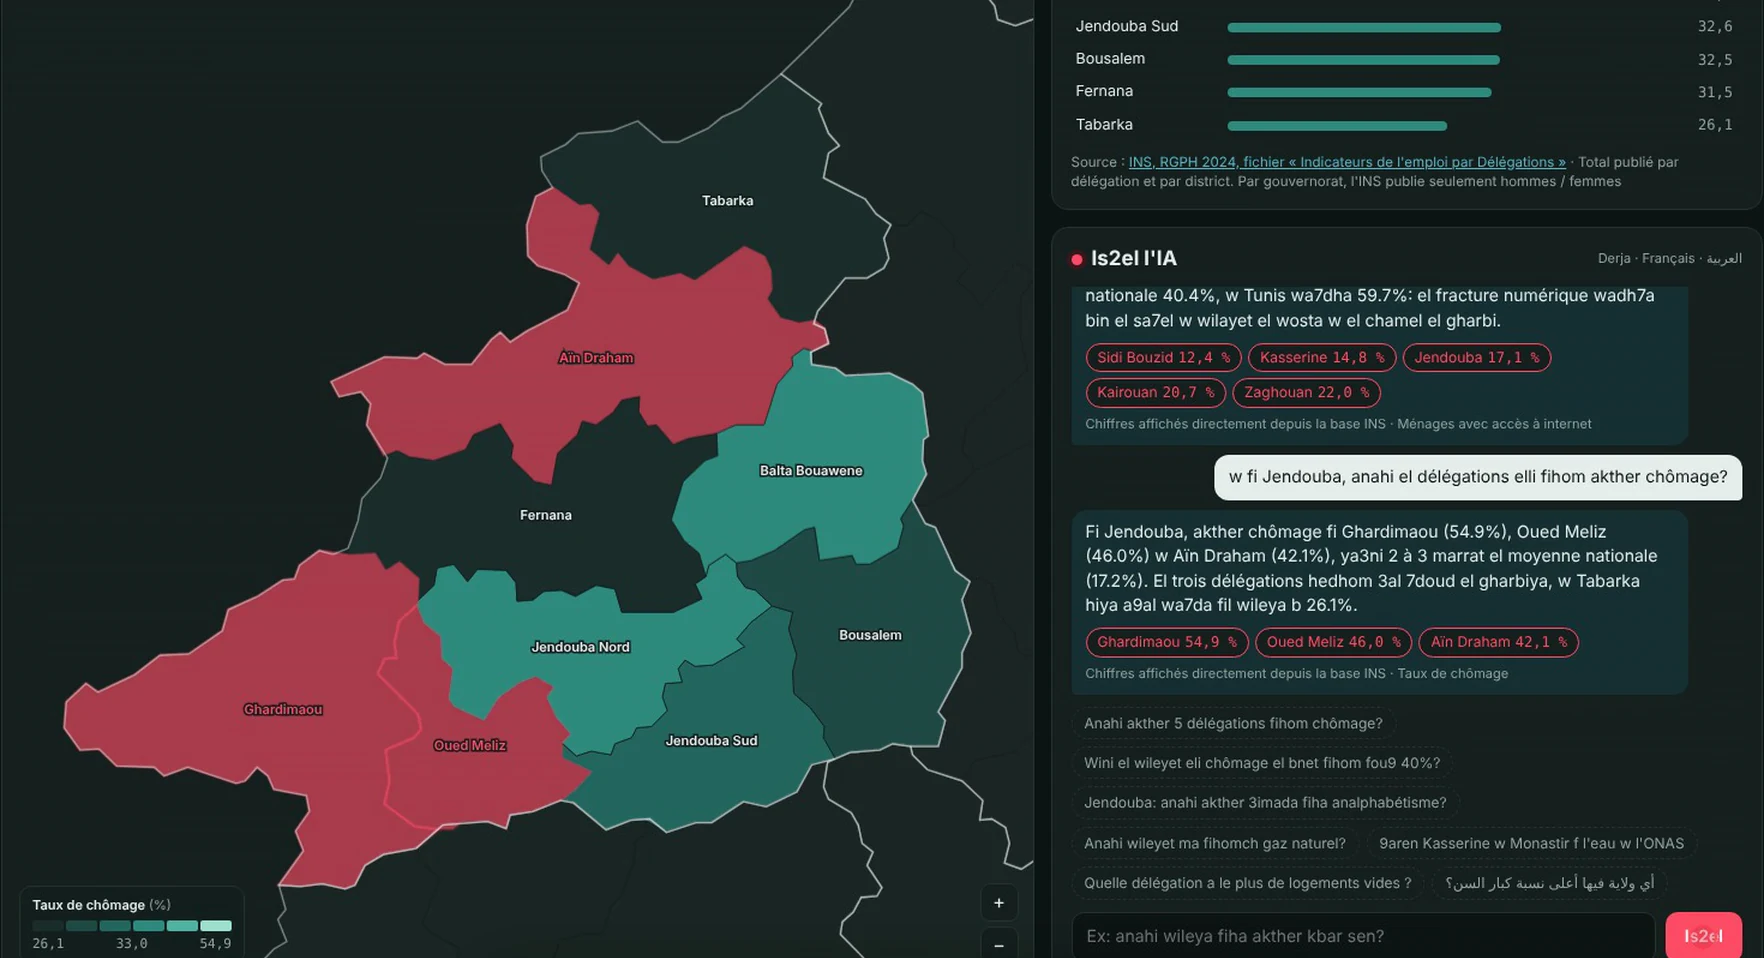 Tabarka
Aïn Draham
Balta Bouawene
Fernana
Bousalem
Jendouba Nord
Ghardimaou
Oued Meliz
Jendouba Sud
Taux de chômage (%)
26,1 33,0 54,9
+
−
Jendouba Sud 32,6
Bousalem 32,5
Fernana 31,5
Tabarka 26,1
Source : INS, RGPH 2024, fichier « Indicateurs de l'emploi par Délégations » · Total publié par
délégation et par district. Par gouvernorat, l'INS publie seulement hommes / femmes
Is2el l'IA
Derja · Français · العربية
nationale 40.4%, w Tunis wa7dha 59.7%: el fracture numérique wadh7a
bin el sa7el w wilayet el wosta w el chamel el gharbi.
Sidi Bouzid 12,4 % Kasserine 14,8 % Jendouba 17,1 %
Kairouan 20,7 % Zaghouan 22,0 %
Chiffres affichés directement depuis la base INS · Ménages avec accès à internet
w fi Jendouba, anahi el délégations elli fihom akther chômage?
Fi Jendouba, akther chômage fi Ghardimaou (54.9%), Oued Meliz
(46.0%) w Aïn Draham (42.1%), ya3ni 2 à 3 marrat el moyenne nationale
(17.2%). El trois délégations hedhom 3al 7doud el gharbiya, w Tabarka
hiya a9al wa7da fil wileya b 26.1%.
Ghardimaou 54,9 % Oued Meliz 46,0 % Aïn Draham 42,1 %
Chiffres affichés directement depuis la base INS · Taux de chômage
Anahi akther 5 délégations fihom chômage?
Wini el wileyet eli chômage el bnet fihom fou9 40%?
Jendouba: anahi akther 3imada fiha analphabétisme?
Anahi wileyet ma fihomch gaz naturel? 9aren Kasserine w Monastir f l'eau w l'ONAS
Quelle délégation a le plus de logements vides ? أي ولاية فيها أعلى نسبة كبار السن؟
Ex: anahi wileya fiha akther kbar sen?
Is2el